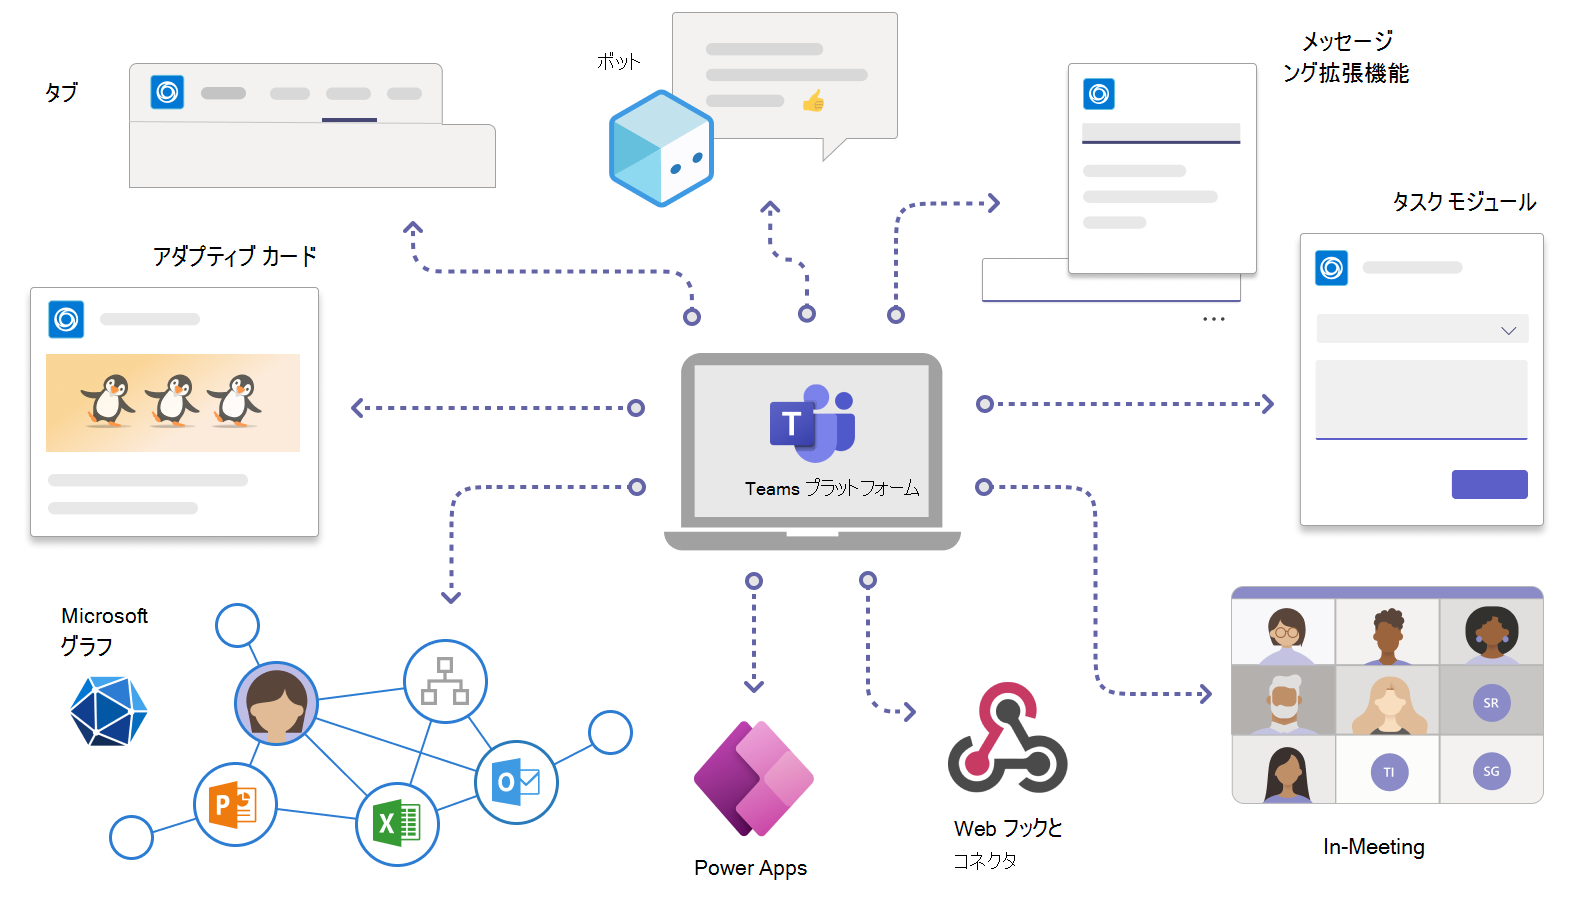 タブ
ボット
メッセージ
ング拡張機能
タスク モジュール
アダプティブ カード
T
Teams プラットフォーム
Microsoft
グラフ
P
X
O
Power Apps
Web フックと
コネクタ
SR
TI
SG
In-Meeting